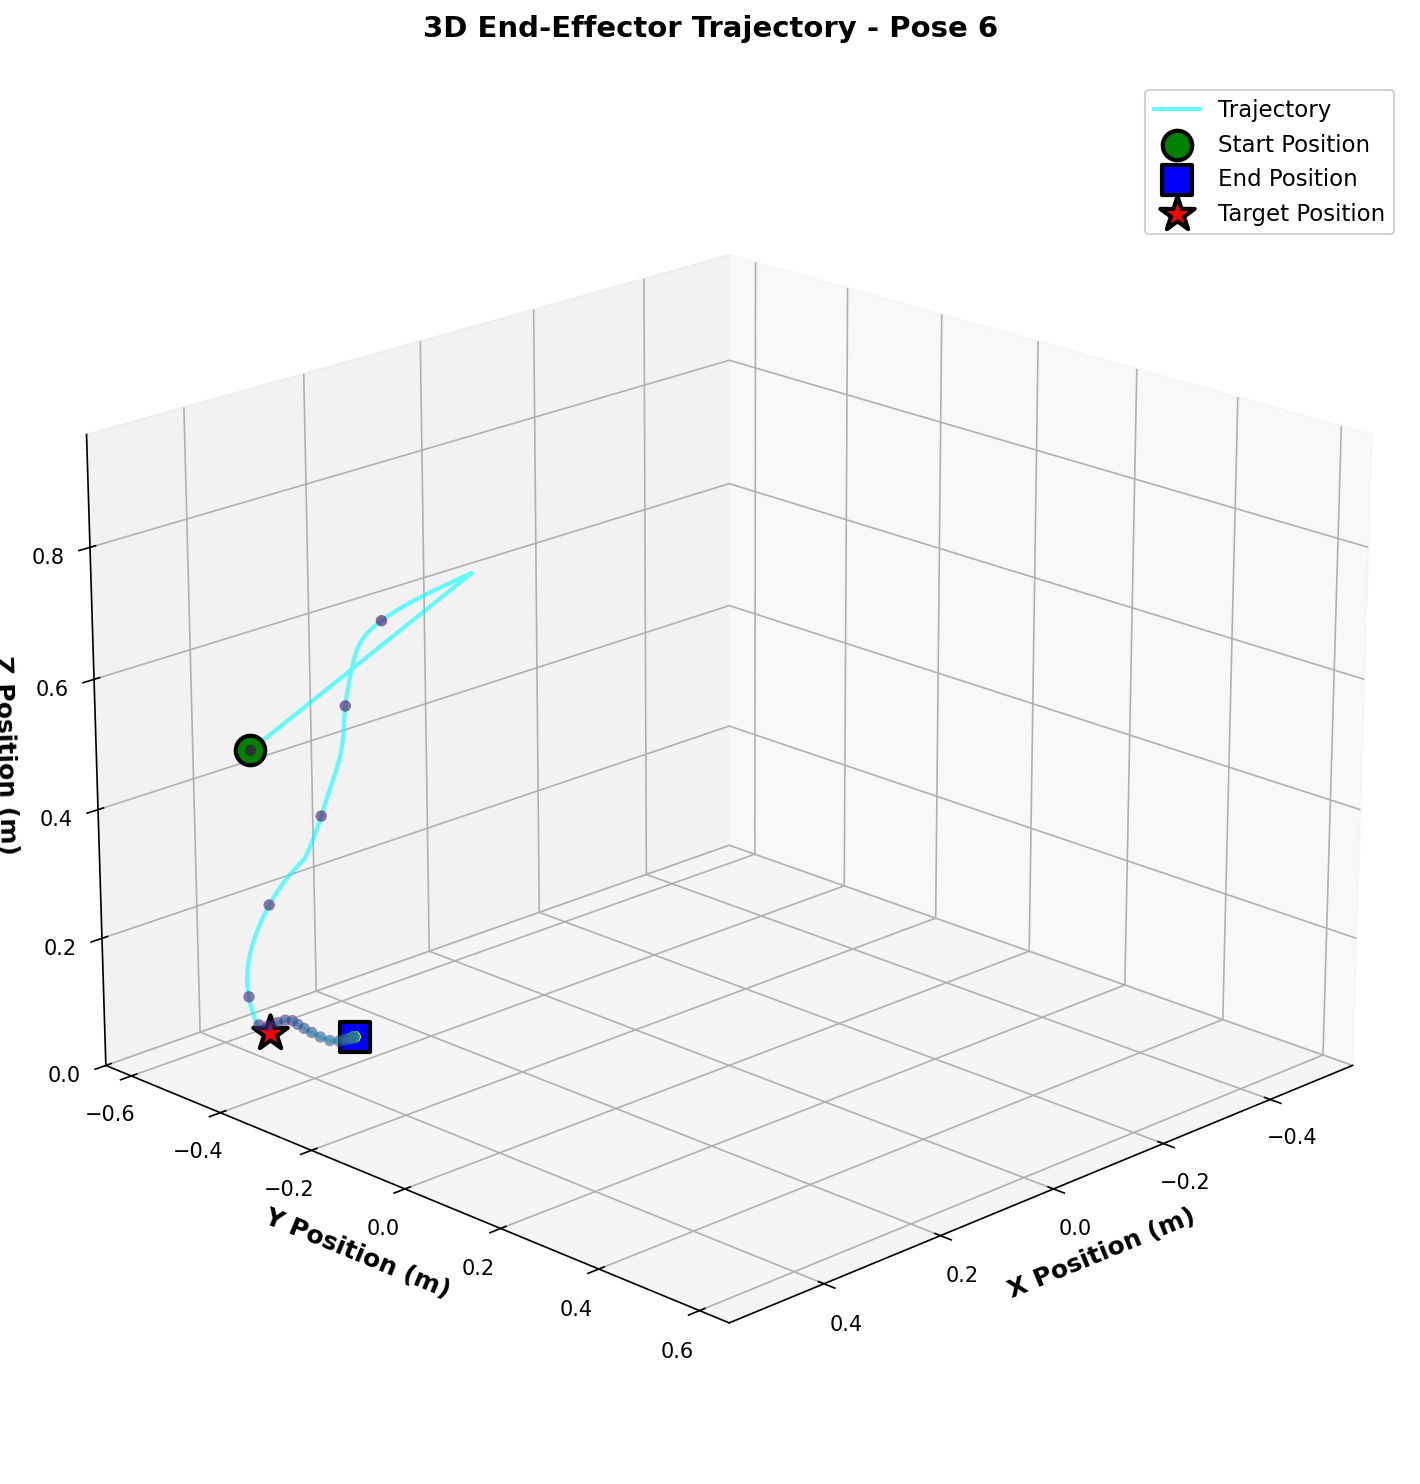 3D End-Effector Trajectory - Pose 6
Trajectory
Start Position
End Position
Target Position
0.8
0.6
0.4
0.2
0.0
Z Position (m)
−0.6
−0.4
−0.2
0.0
0.2
0.4
0.6
Y Position (m)
−0.4
−0.2
0.0
0.2
0.4
X Position (m)